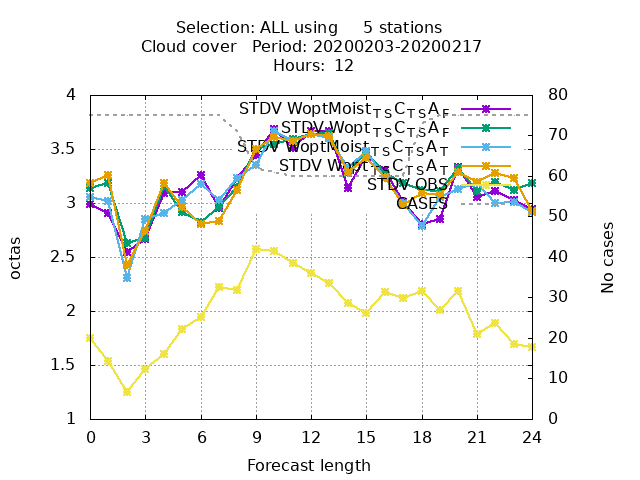 Selection: ALL using     5 stations
Cloud cover   Period: 20200203-20200217
Hours:  12
STDV WoptMoist_TS C_TS A_F
STDV Wopt_TS C_TS A_F
STDV WoptMoist_TS C_TS A_T
STDV Wopt_TS C_TS A_T
STDV OBS
CASES
octas
4
3.5
3
2.5
2
1.5
1
No cases
80
70
60
50
40
30
20
10
0
0 3 6 9 12 15 18 21 24
Forecast length